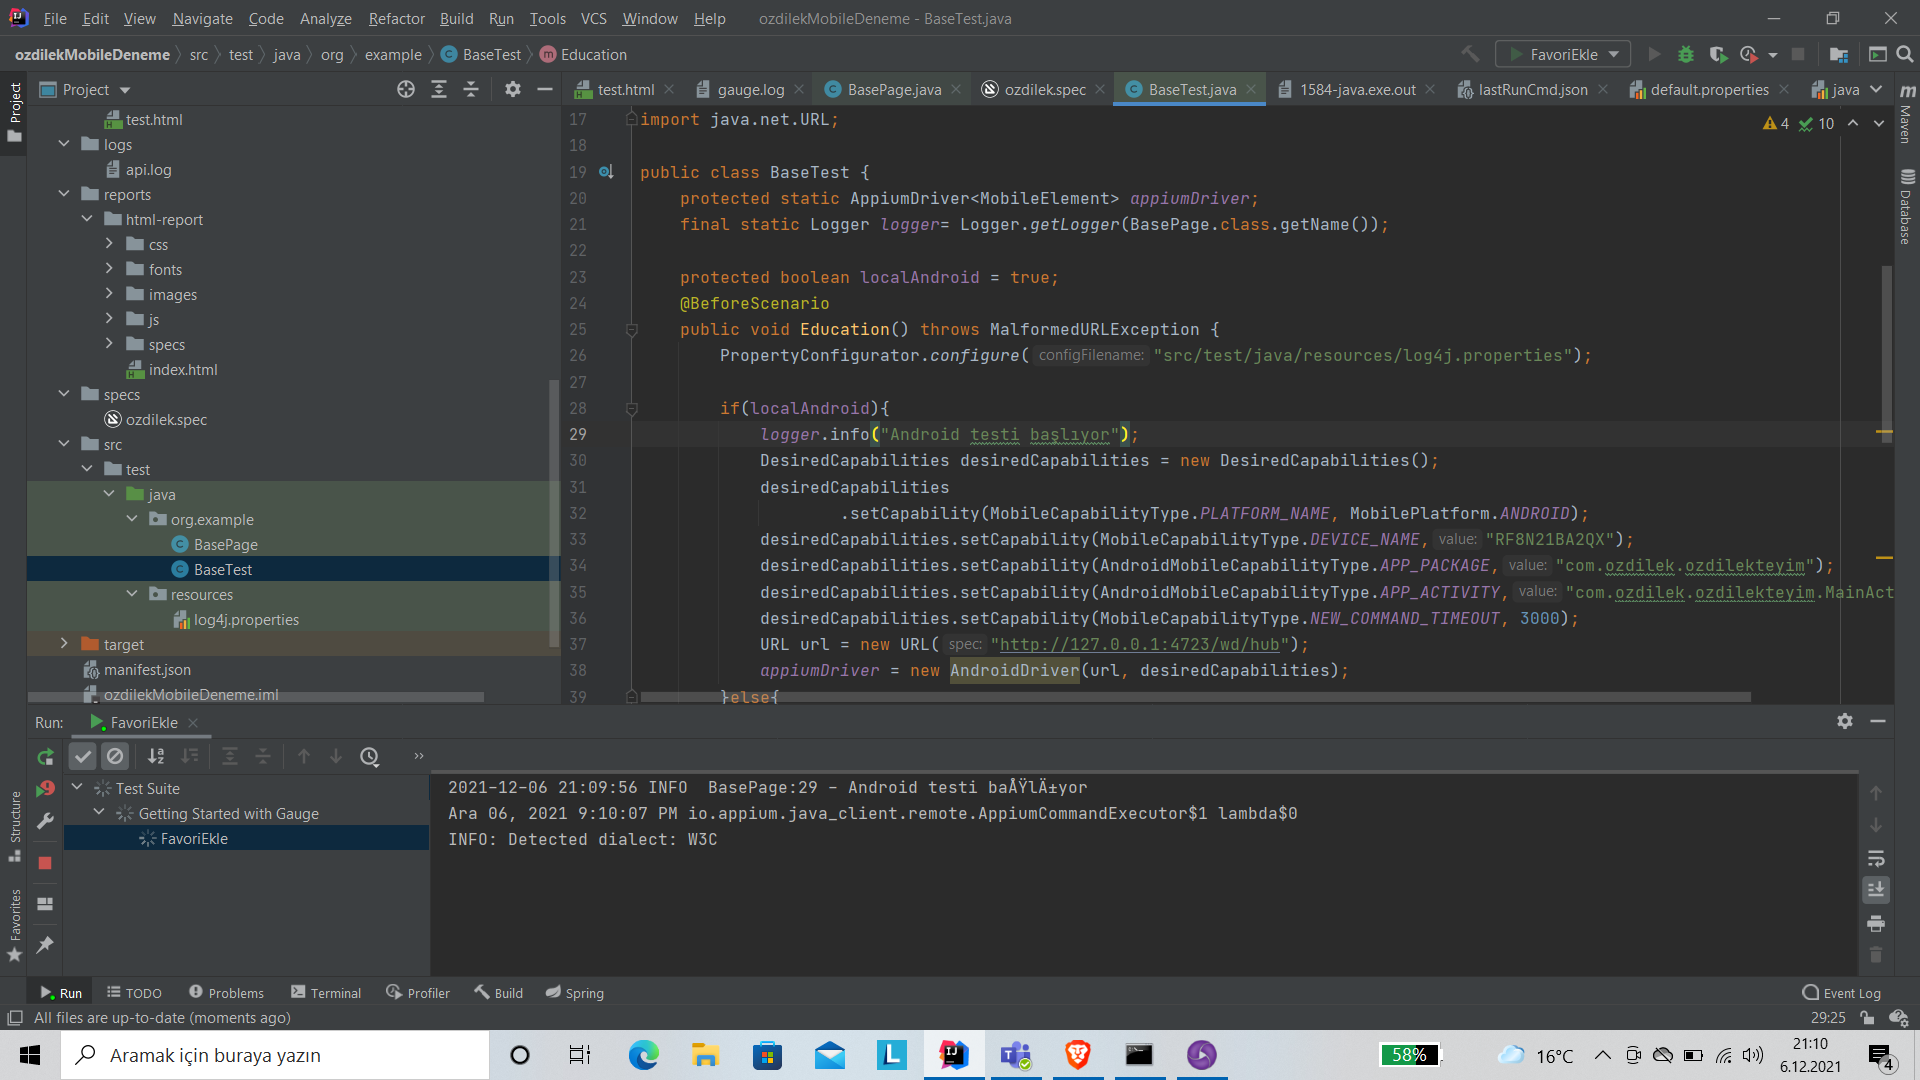 File Edit View Navigate Code Analyze Refactor Build Run Tools VCS Window Help ozdilekMobileDeneme - BaseTest.java
ozdilekMobileDeneme src test java org example BaseTest Education
FavoriEkle
Project
test.html gauge.log BasePage.java ozdilek.spec BaseTest.java 1584-java.exe.out lastRunCmd.json default.properties java
Project
Maven
Database
4 10
test.html
logs
api.log
reports
html-report
css
fonts
images
js
specs
index.html
specs
ozdilek.spec
src
test
java
org.example
BasePage
BaseTest
resources
log4j.properties
target
manifest.json
ozdilekMobileDeneme.iml
17 import java.net.URL;
18
19 public class BaseTest {
20 protected static AppiumDriver<MobileElement> appiumDriver;
21 final static Logger logger= Logger.getLogger(BasePage.class.getName());
22
23 protected boolean localAndroid = true;
24 @BeforeScenario
25 public void Education() throws MalformedURLException {
26 PropertyConfigurator.configure( configFilename: "src/test/java/resources/log4j.properties");
27
28 if(localAndroid){
29 logger.info("Android testi başlıyor");
30 DesiredCapabilities desiredCapabilities = new DesiredCapabilities();
31 desiredCapabilities
32 .setCapability(MobileCapabilityType.PLATFORM_NAME, MobilePlatform.ANDROID);
33 desiredCapabilities.setCapability(MobileCapabilityType.DEVICE_NAME, value: "RF8N21BA2QX");
34 desiredCapabilities.setCapability(AndroidMobileCapabilityType.APP_PACKAGE, value: "com.ozdilek.ozdilekteyim");
35 desiredCapabilities.setCapability(AndroidMobileCapabilityType.APP_ACTIVITY, value: "com.ozdilek.ozdilekteyim.MainAct
36 desiredCapabilities.setCapability(MobileCapabilityType.NEW_COMMAND_TIMEOUT, 3000);
37 URL url = new URL( spec: "http://127.0.0.1:4723/wd/hub");
38 appiumDriver = new AndroidDriver(url, desiredCapabilities);
39 }else{
Run: FavoriEkle
Structure
Favorites
Test Suite
Getting Started with Gauge
FavoriEkle
2021-12-06 21:09:56 INFO BasePage:29 - Android testi baÅŸlÄ±yor
Ara 06, 2021 9:10:07 PM io.appium.java_client.remote.AppiumCommandExecutor$1 lambda$0
INFO: Detected dialect: W3C
Run TODO Problems Terminal Profiler Build Spring Event Log
All files are up-to-date (moments ago) 29:25
Aramak için buraya yazın
L
58%
16°C
21:10
6.12.2021
4